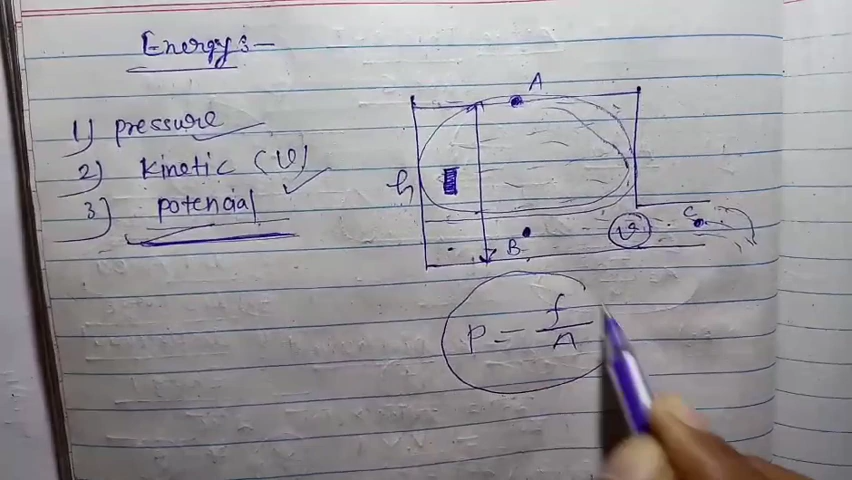 Energy :-
1) pressure
2) kinetic (v)
3) potencial
A
h
B
v
C
P = f/A